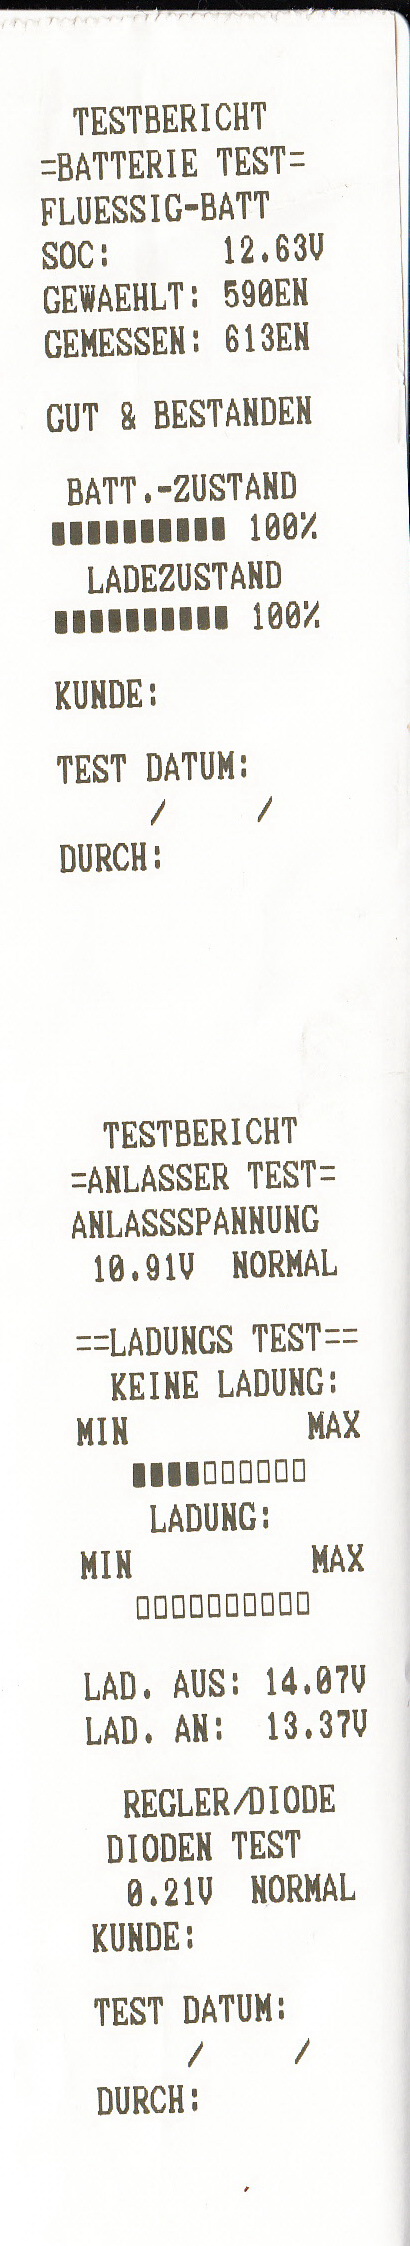 TESTBERICHT
=BATTERIE TEST=
FLUESSIG-BATT
SOC: 12.63V
GEWAEHLT: 590EN
GEMESSEN: 613EN
GUT & BESTANDEN
BATT.-ZUSTAND
100%
LADEZUSTAND
100%
KUNDE:
TEST DATUM:
/ /
DURCH:
TESTBERICHT
=ANLASSER TEST=
ANLASSSPANNUNG
10.91V NORMAL
==LADUNGS TEST==
KEINE LADUNG:
MIN MAX
LADUNG:
MIN MAX
LAD. AUS: 14.07V
LAD. AN: 13.37V
REGLER/DIODE
DIODEN TEST
0.21V NORMAL
KUNDE:
TEST DATUM:
/ /
DURCH: